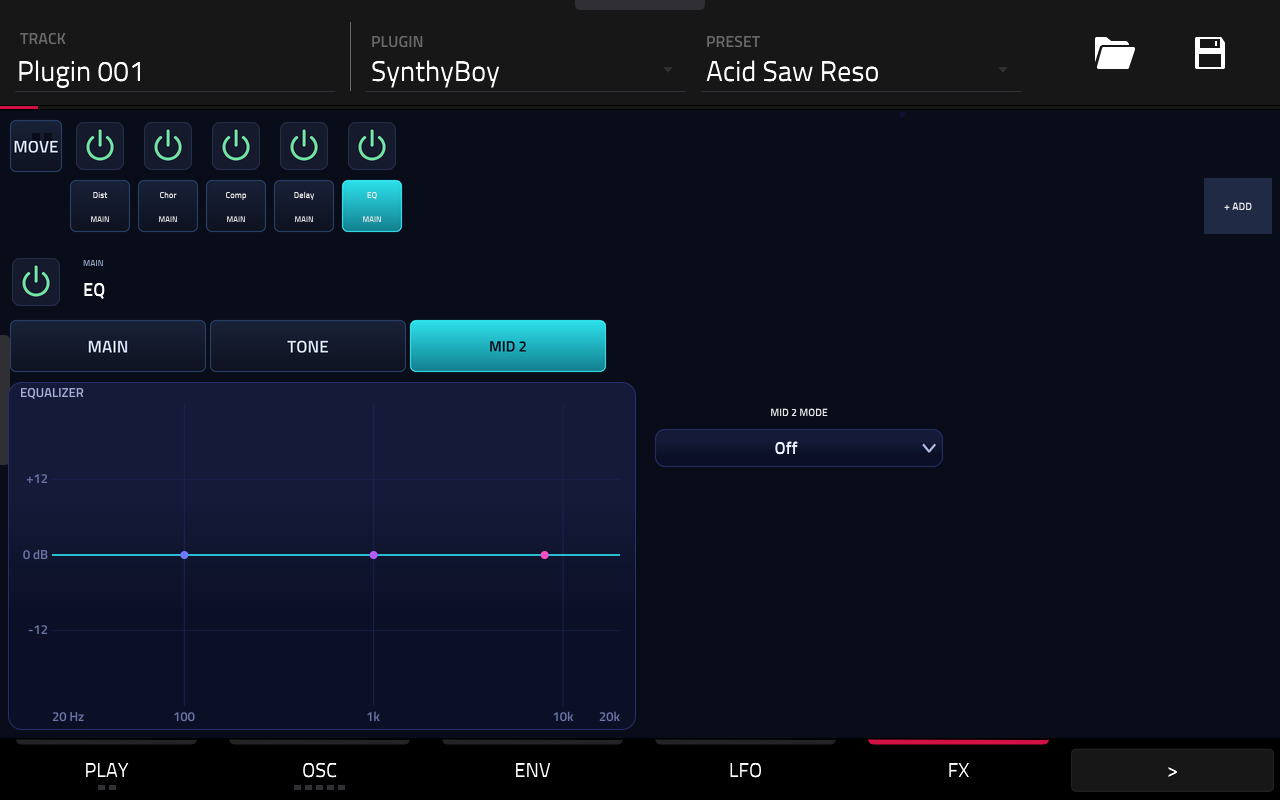 TRACK
Plugin 001
PLUGIN
SynthyBoy
PRESET
Acid Saw Reso
MOVE
Dist
MAIN
Chor
MAIN
Comp
MAIN
Delay
MAIN
EQ
MAIN
+ ADD
MAIN
EQ
MAIN
TONE
MID 2
EQUALIZER
+12
0 dB
-12
20 Hz
100
1k
10k
20k
MID 2 MODE
Off
PLAY
OSC
ENV
LFO
FX
>